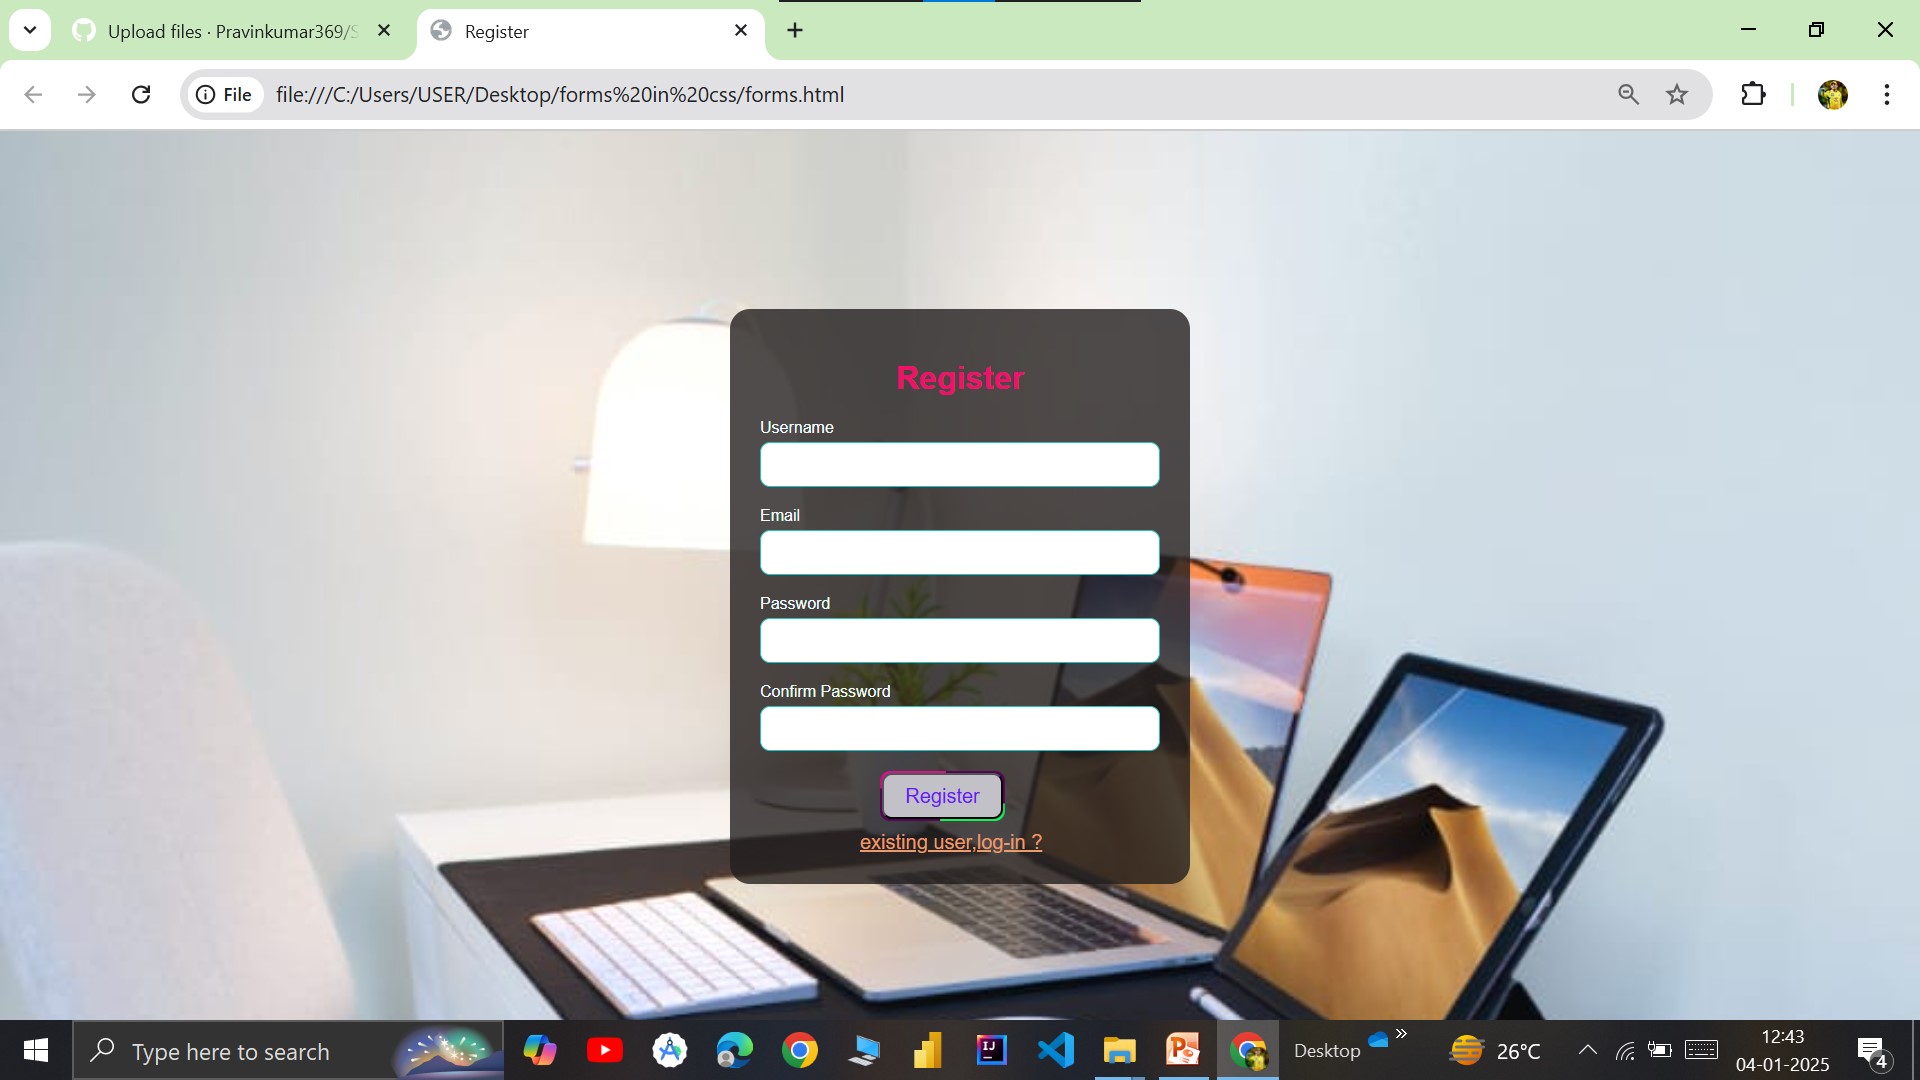 Upload files · Pravinkumar369/S
Register
File
file:///C:/Users/USER/Desktop/forms%20in%20css/forms.html
Register
Username
Email
Password
Confirm Password
Register
existing user,log-in ?
Type here to search
Desktop
26°C
12:43
04-01-2025
4